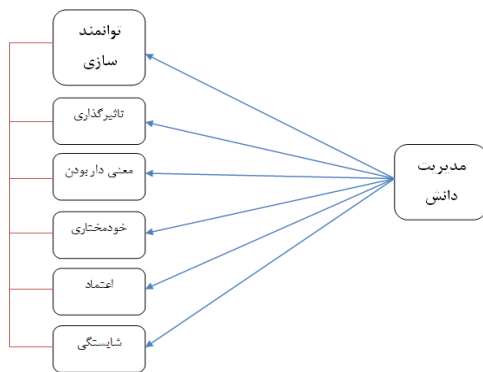 توانمند
سازی
تاثیرگذاری
معنی دار بودن
خودمختاری
اعتماد
شایستگی
مدیریت
دانش